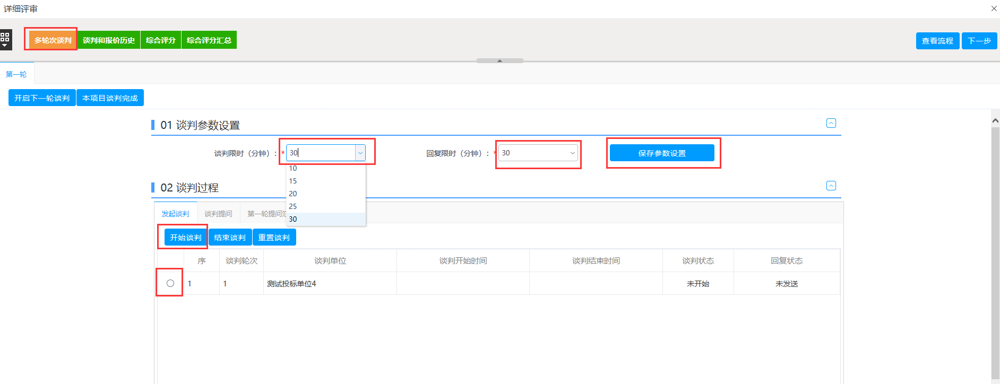 详细评审
多轮次谈判 谈判和报价历史 综合评分 综合评分汇总 查看流程 下一步
第一轮
开启下一轮谈判 本项目谈判完成
01 谈判参数设置
谈判限时（分钟）：* 30 回复限时（分钟）：* 30 保存参数设置
10
15
20
25
30
02 谈判过程
发起谈判 谈判提问 第一轮提问汇
开始谈判 结束谈判 重置谈判
序 谈判轮次 谈判单位 谈判开始时间 谈判结束时间 谈判状态 回复状态
1 1 测试投标单位4 未开始 未发送